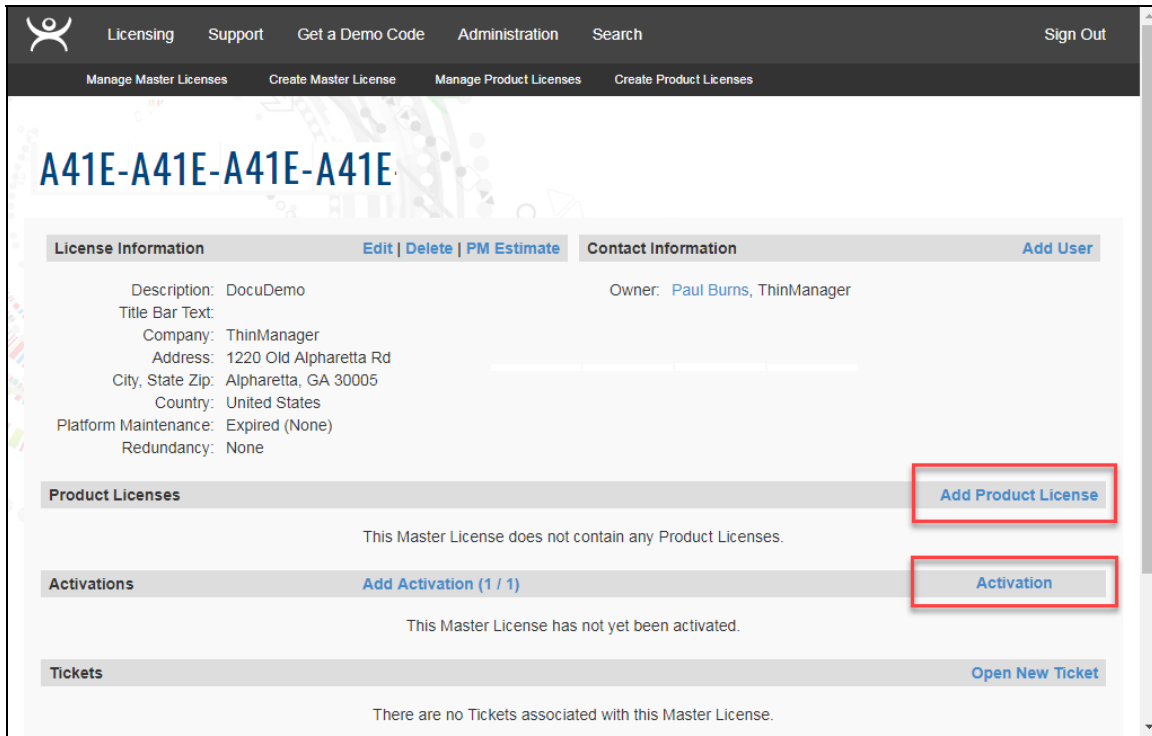 Licensing Support Get a Demo Code Administration Search Sign Out
Manage Master Licenses Create Master License Manage Product Licenses Create Product Licenses
A41E-A41E-A41E-A41E-
License Information Edit | Delete | PM Estimate Contact Information Add User
Description: DocuDemo Owner: Paul Burns, ThinManager
Title Bar Text:
Company: ThinManager
Address: 1220 Old Alpharetta Rd
City, State Zip: Alpharetta, GA 30005
Country: United States
Platform Maintenance: Expired (None)
Redundancy: None
Product Licenses Add Product License
This Master License does not contain any Product Licenses.
Activations Add Activation (1 / 1) Activation
This Master License has not yet been activated.
Tickets Open New Ticket
There are no Tickets associated with this Master License.